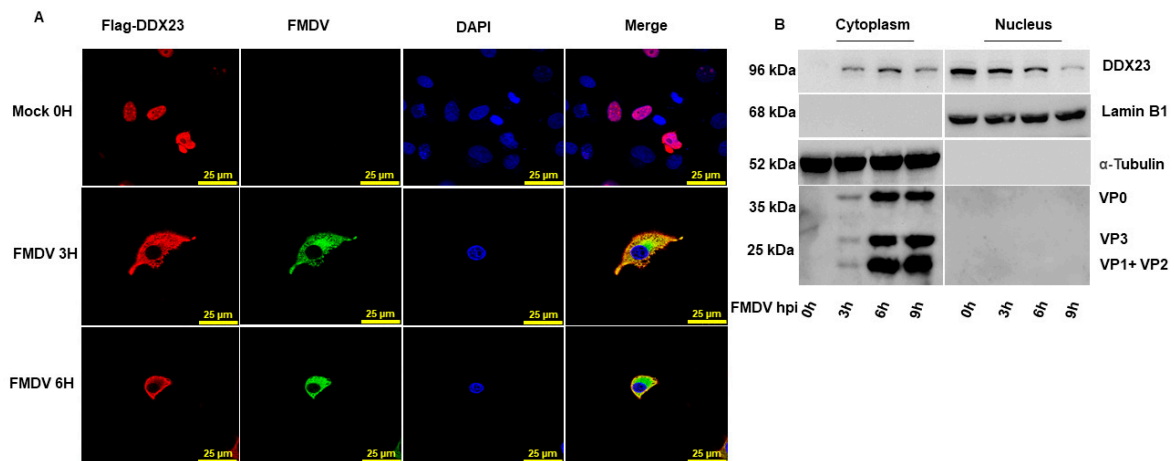 A
Flag-DDX23 FMDV DAPI Merge
Mock 0H
25 µm 25 µm 25 µm 25 µm
FMDV 3H
25 µm 25 µm 25 µm 25 µm
FMDV 6H
25 µm 25 µm 25 µm 25 µm
B
Cytoplasm Nucleus
96 kDa DDX23
68 kDa Lamin B1
52 kDa α-Tubulin
35 kDa VP0
25 kDa VP3
VP1+ VP2
FMDV hpi 0h 3h 6h 9h 0h 3h 6h 9h